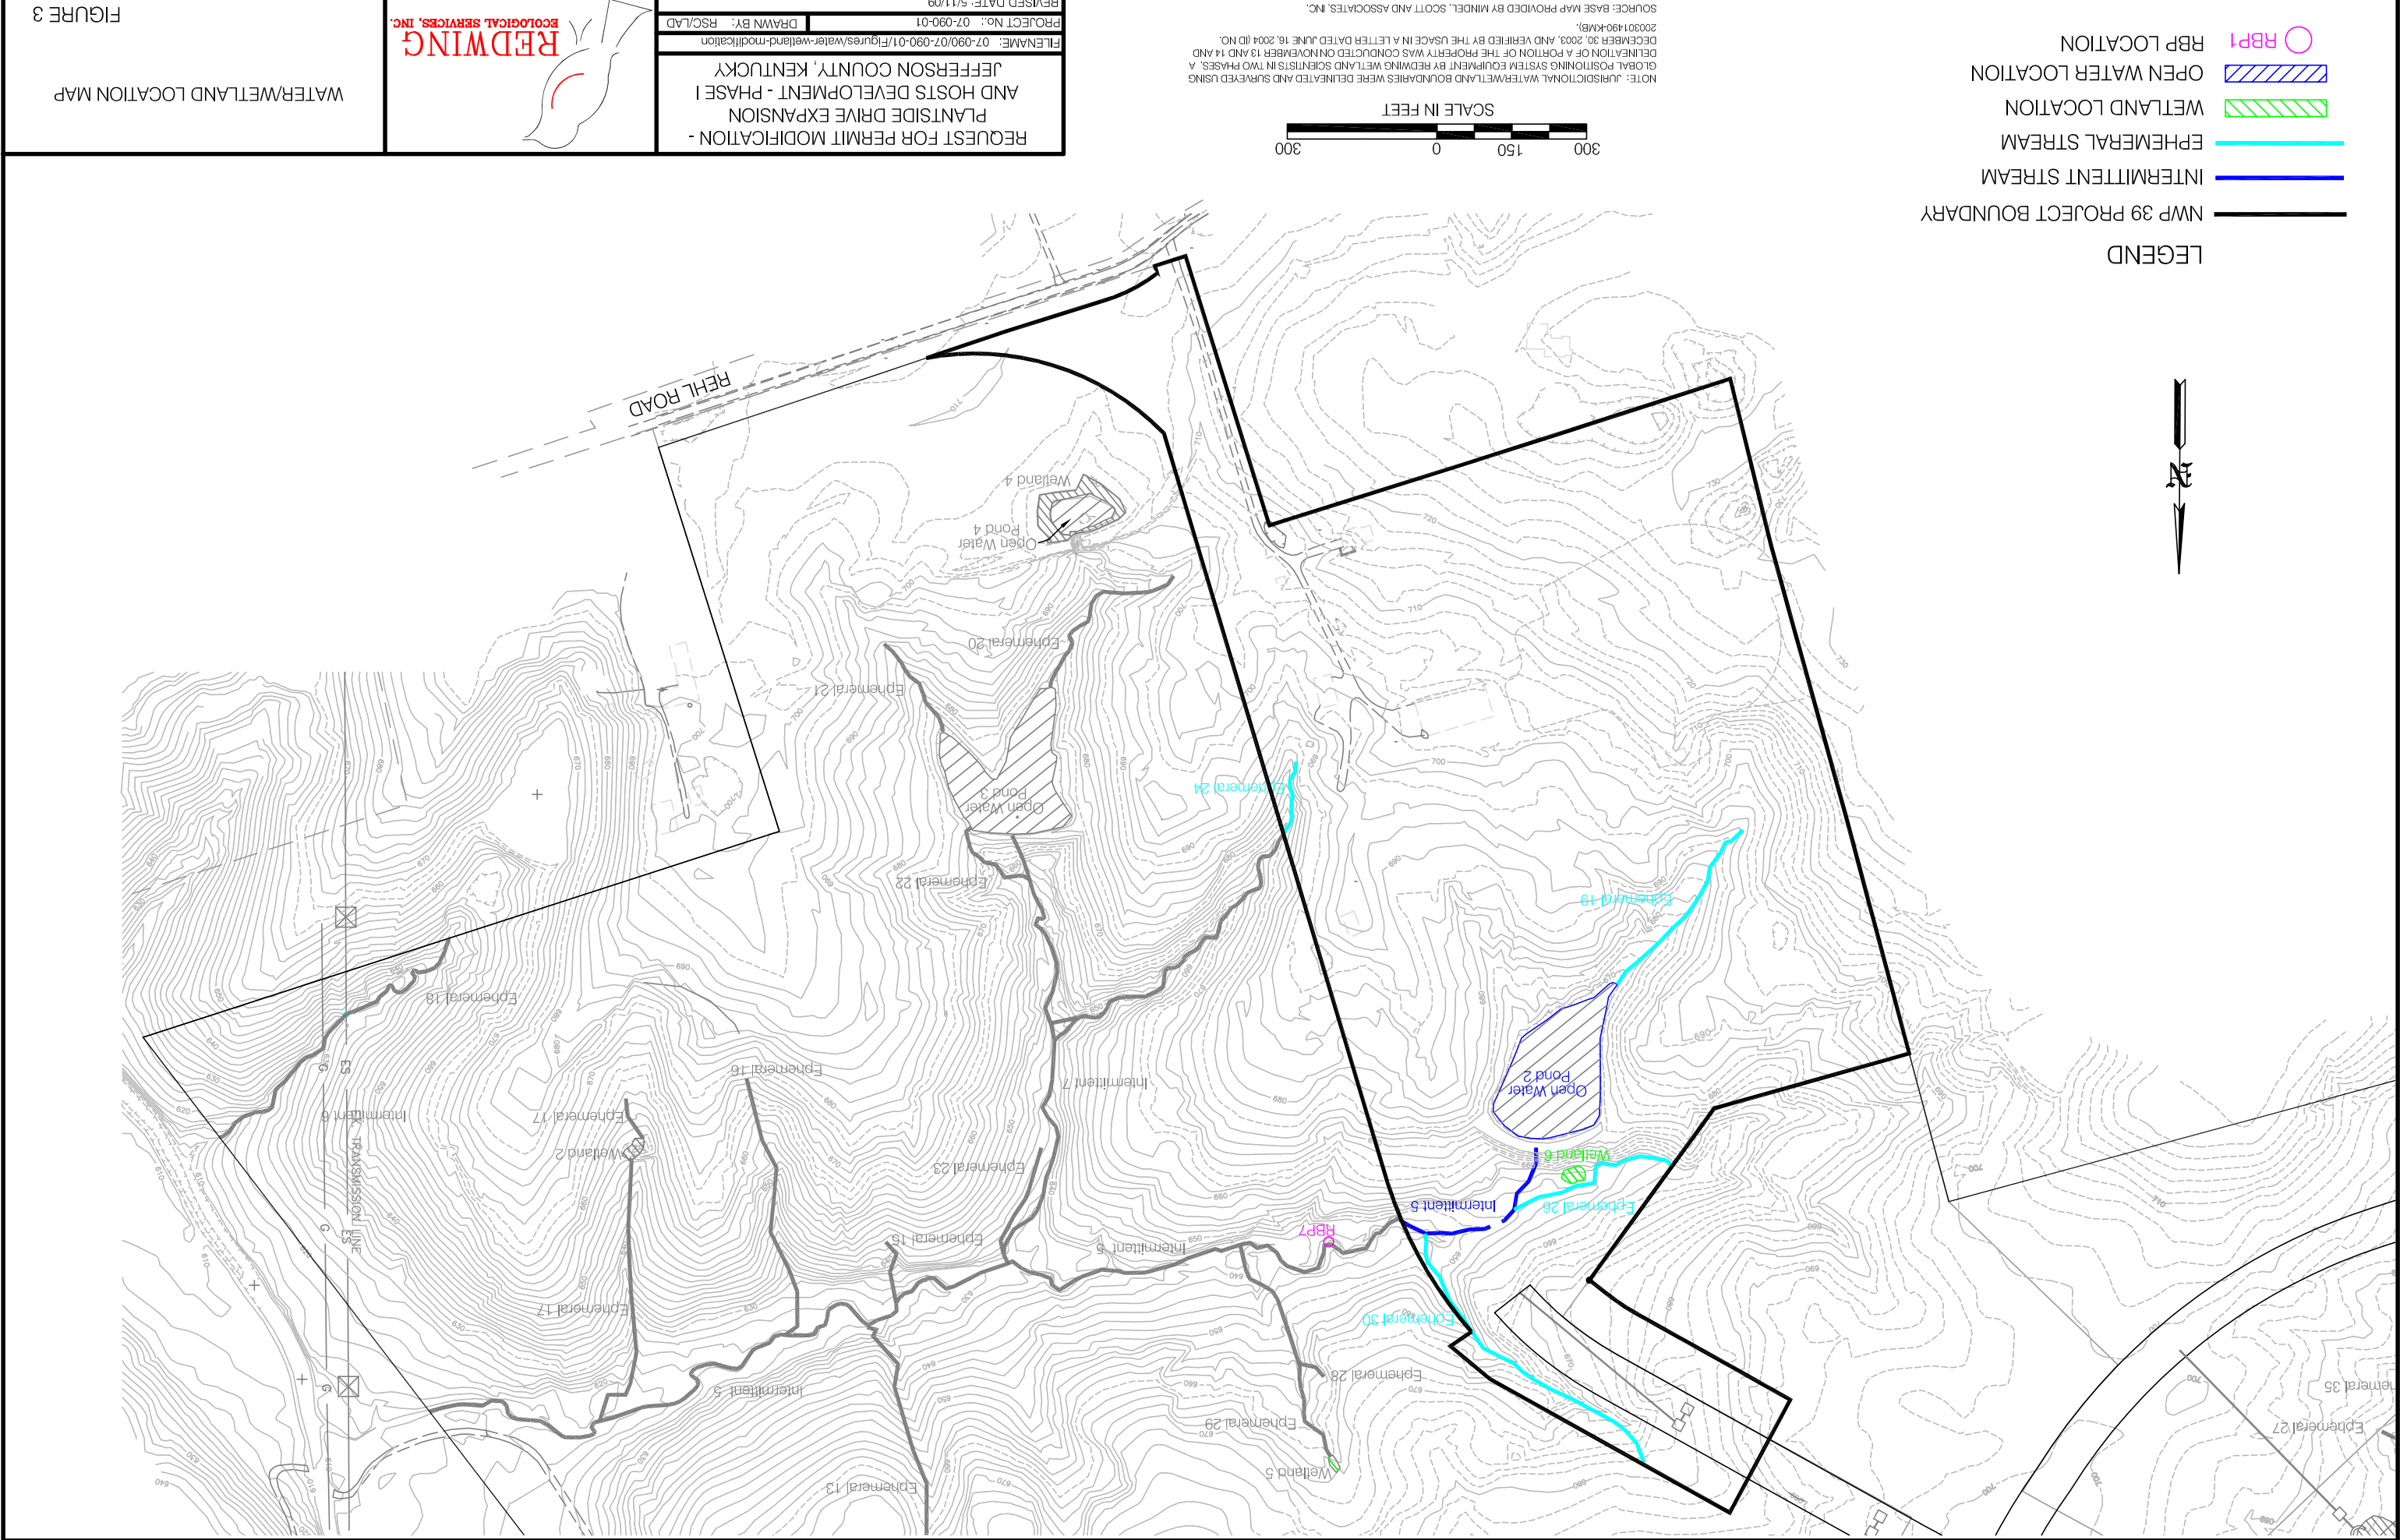 Ephemeral 27
Ephemeral 13
Wetland 5
Ephemeral 29
Ephemeral 28
Intermittent 5
Ephemeral 30
Ephemeral 17
Ephemeral 15
Intermittent 5
RBP7
Intermittent 5
Ephemeral 26
Wetland 6
G
ES
G
ES
G
TRANSMISSION LINE
Intermittent 6
Wetland 2
Ephemeral 17
Ephemeral 16
Ephemeral 23
Intermittent 7
Open Water
Pond 2
Ephemeral 18
Ephemeral 19
Ephemeral 22
Open Water
Pond 3
Ephemeral 24
Ephemeral 21
Ephemeral 20
Open Water
Pond 4
Wetland 4
REHL ROAD
N
LEGEND
NWP 39 PROJECT BOUNDARY
INTERMITTENT STREAM
EPHEMERAL STREAM
WETLAND LOCATION
OPEN WATER LOCATION
RBP1 RBP LOCATION
300 150 0 300
SCALE IN FEET
NOTE: JURISDICTIONAL WATER/WETLAND BOUNDARIES WERE DELINEATED AND SURVEYED USING
GLOBAL POSITIONING SYSTEM EQUIPMENT BY REDWING WETLAND SCIENTISTS IN TWO PHASES. A
DELINEATION OF A PORTION OF THE PROPERTY WAS CONDUCTED ON NOVEMBER 13 AND 14 AND
DECEMBER 30, 2003, AND VERIFIED BY THE USACE IN A LETTER DATED JUNE 16, 2004 (ID NO.
200301490-KMB).
SOURCE: BASE MAP PROVIDED BY MINDEL, SCOTT AND ASSOCIATES, INC.
REQUEST FOR PERMIT MODIFICATION -
PLANTSIDE DRIVE EXPANSION
AND HOSTS DEVELOPMENT - PHASE I
JEFFERSON COUNTY, KENTUCKY
FILENAME: 07-090/07-090-01/Figures/water-wetland-modification
PROJECT No.: 07-090-01 DRAWN BY: RSC/LAD
REVISED DATE: 5/11/09
REDWING
ECOLOGICAL SERVICES, INC.
WATER/WETLAND LOCATION MAP
FIGURE 3